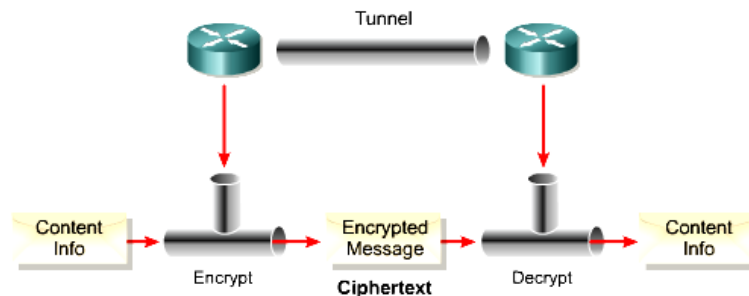 Tunnel
Content
Info
Encrypt
Encrypted
Message
Ciphertext
Decrypt
Content
Info